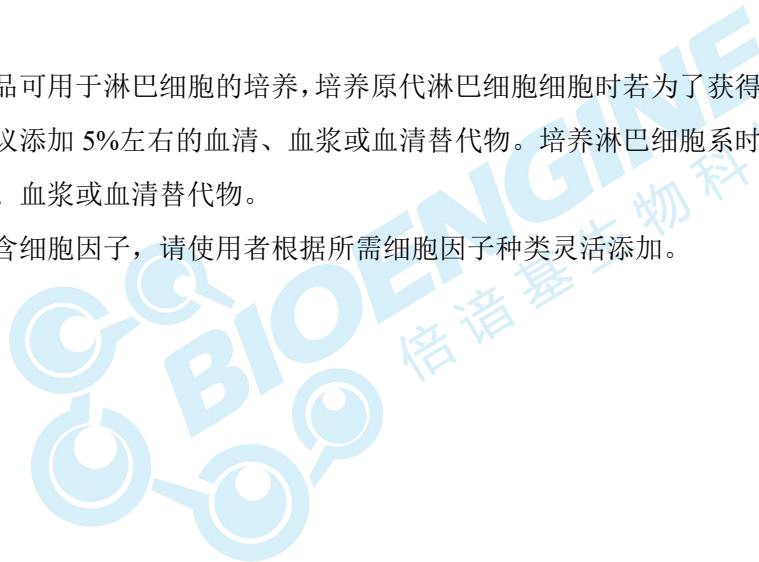 品可用于淋巴细胞的培养，培养原代淋巴细胞细胞时若为了获得
议添加 5%左右的血清、血浆或血清替代物。培养淋巴细胞系时
血浆或血清替代物。
含细胞因子，请使用者根据所需细胞因子种类灵活添加。
BIOENGINE
倍谙基生物科